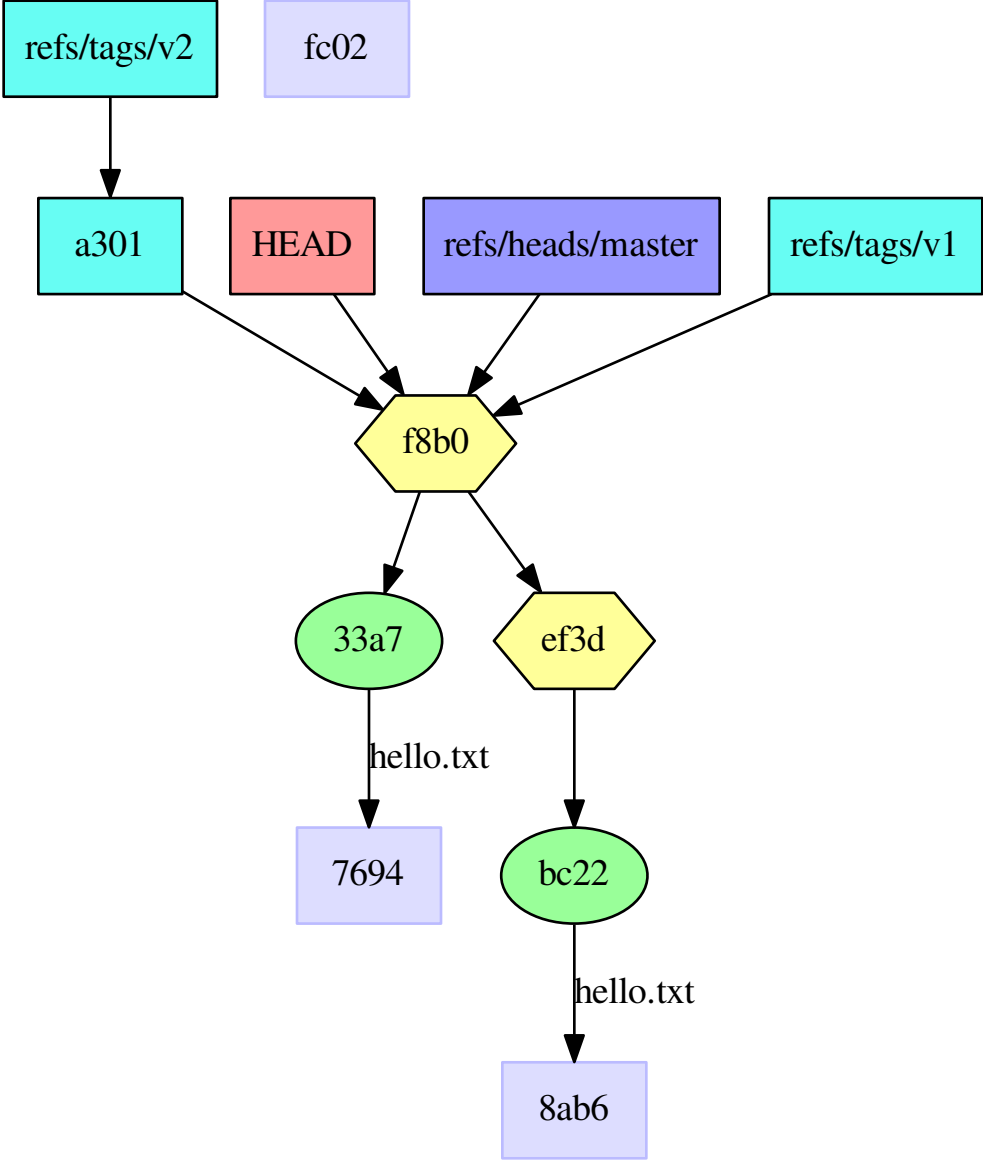 refs/tags/v2
fc02
a301
HEAD
refs/heads/master
refs/tags/v1
f8b0
33a7
ef3d
hello.txt
7694
bc22
hello.txt
8ab6